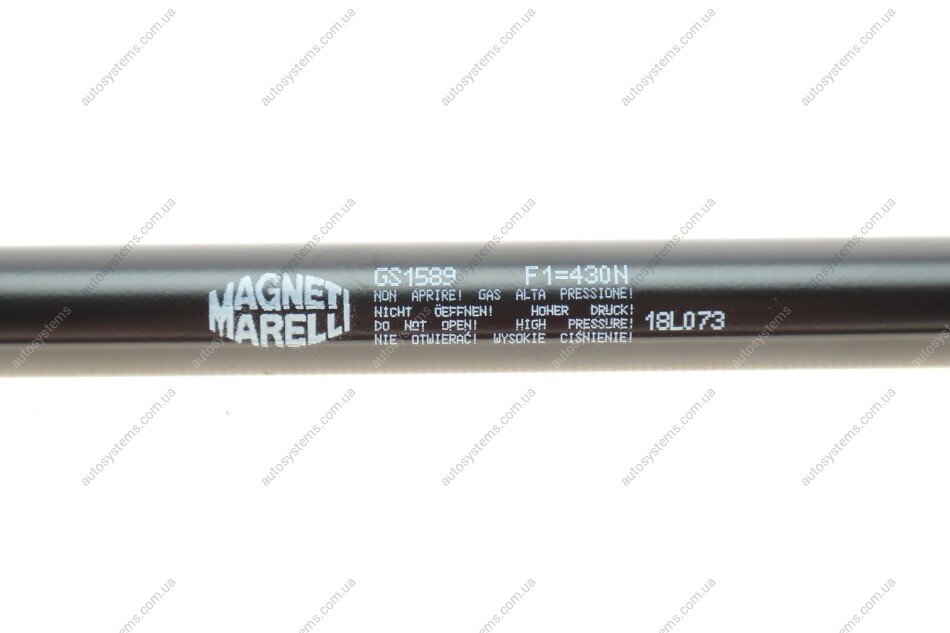 MAGNETI
MARELLI
GS1589 F1=430N
NON APRIRE! GAS ALTA PRESSIONE!
NICHT ÖEFFNEN! HOHER DRUCK!
DO NOT OPEN! HIGH PRESSURE!
NIE OTWIERAĆ! WYSOKIE CIŚNIENIE!
18L073
autosystems.com.ua